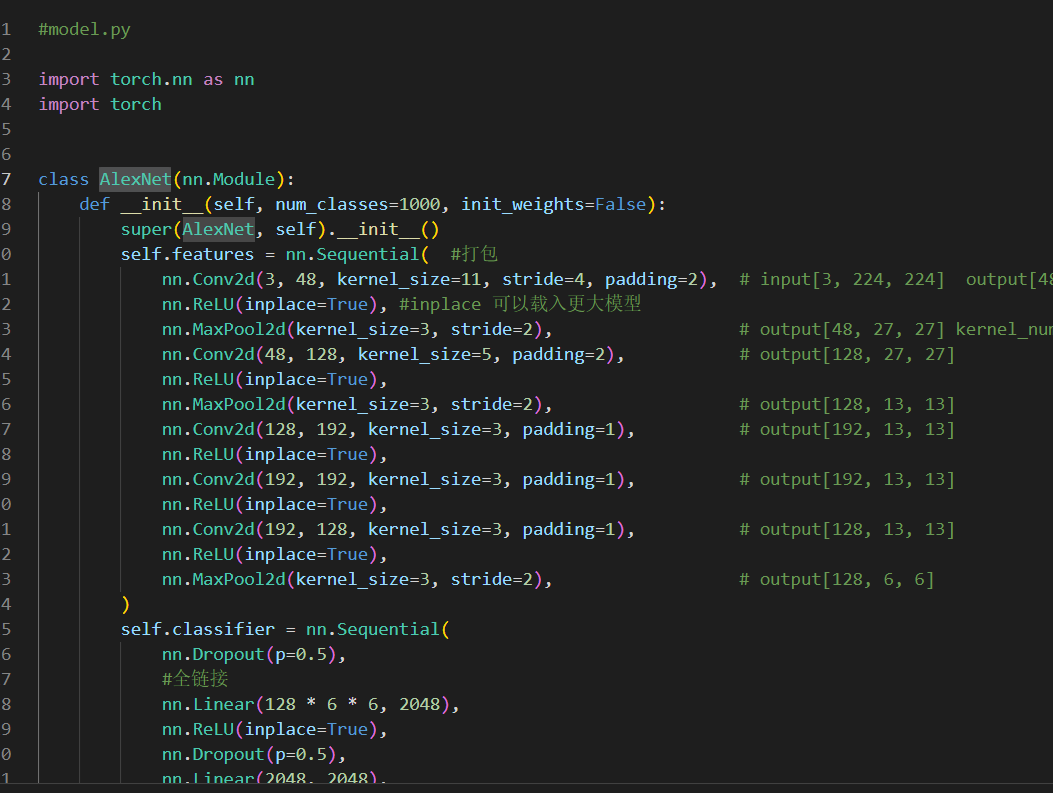 1 #model.py
2
3 import torch.nn as nn
4 import torch
5
6
7 class AlexNet(nn.Module):
8 def __init__(self, num_classes=1000, init_weights=False):
9 super(AlexNet, self).__init__()
0 self.features = nn.Sequential( #打包
1 nn.Conv2d(3, 48, kernel_size=11, stride=4, padding=2), # input[3, 224, 224] output[48
2 nn.ReLU(inplace=True), #inplace 可以载入更大模型
3 nn.MaxPool2d(kernel_size=3, stride=2), # output[48, 27, 27] kernel_num
4 nn.Conv2d(48, 128, kernel_size=5, padding=2), # output[128, 27, 27]
5 nn.ReLU(inplace=True),
6 nn.MaxPool2d(kernel_size=3, stride=2), # output[128, 13, 13]
7 nn.Conv2d(128, 192, kernel_size=3, padding=1), # output[192, 13, 13]
8 nn.ReLU(inplace=True),
9 nn.Conv2d(192, 192, kernel_size=3, padding=1), # output[192, 13, 13]
0 nn.ReLU(inplace=True),
1 nn.Conv2d(192, 128, kernel_size=3, padding=1), # output[128, 13, 13]
2 nn.ReLU(inplace=True),
3 nn.MaxPool2d(kernel_size=3, stride=2), # output[128, 6, 6]
4 )
5 self.classifier = nn.Sequential(
6 nn.Dropout(p=0.5),
7 #全链接
8 nn.Linear(128 * 6 * 6, 2048),
9 nn.ReLU(inplace=True),
0 nn.Dropout(p=0.5),
1 nn.Linear(2048, 2048),